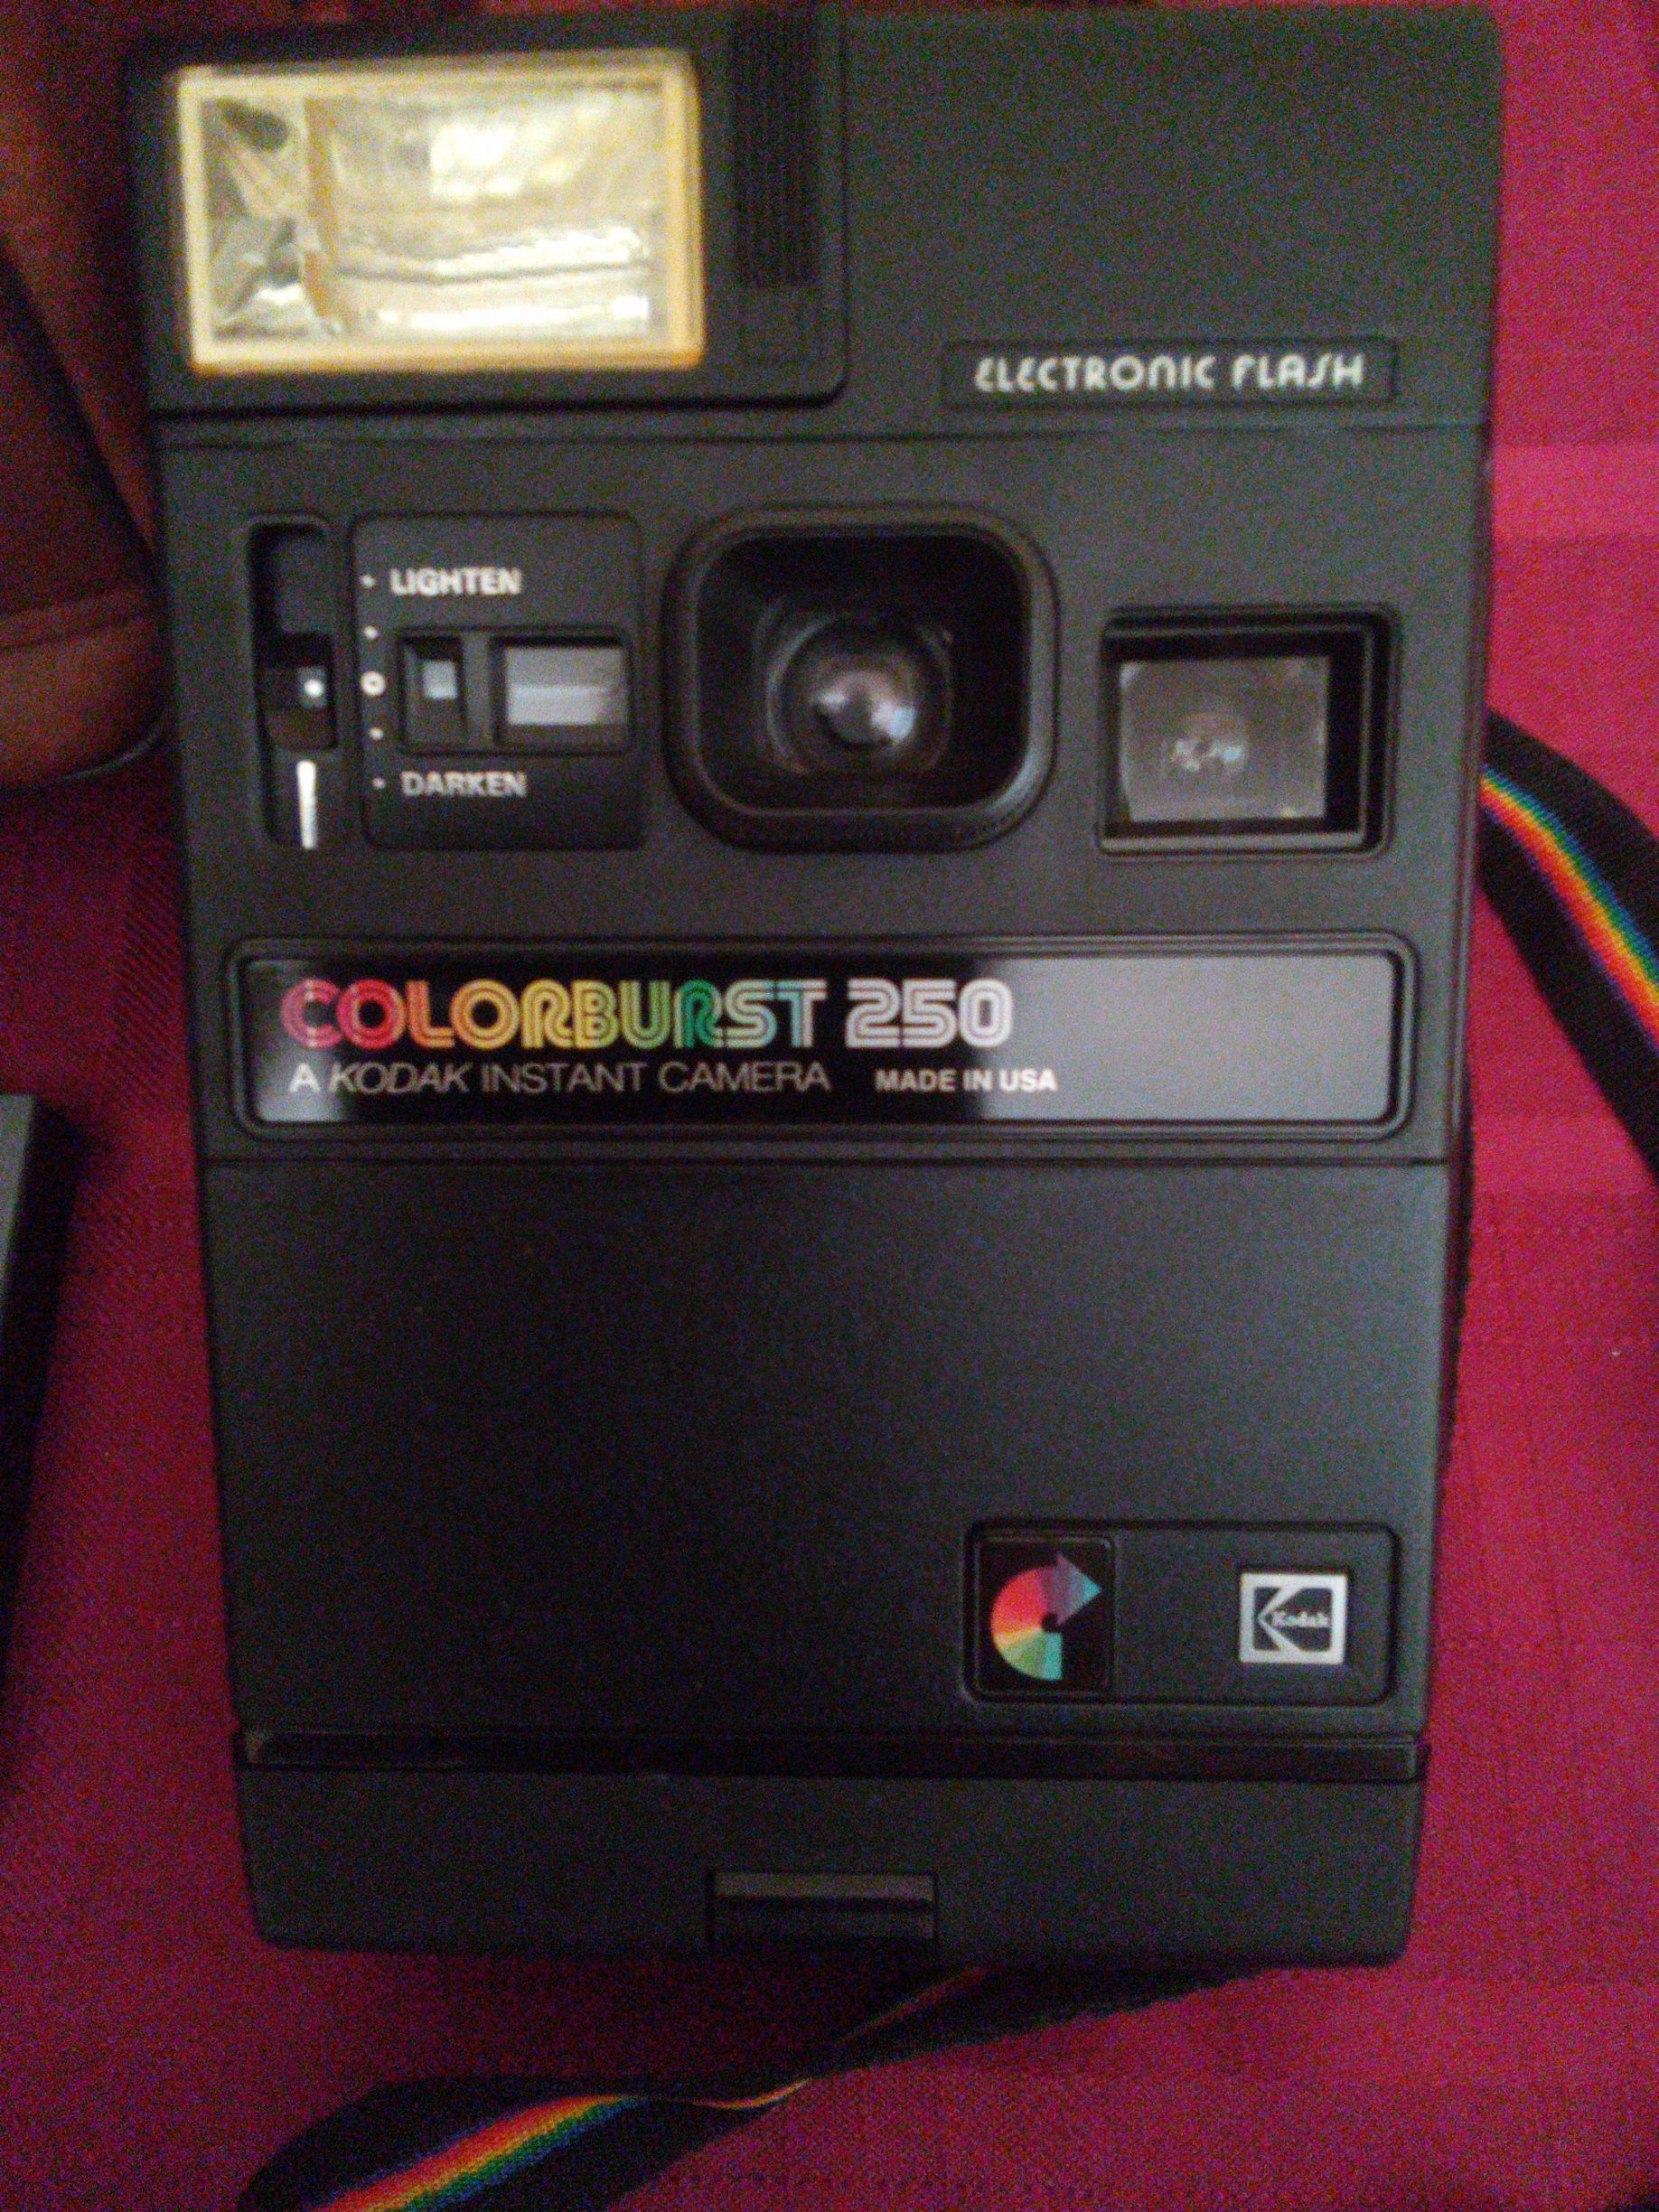 ELECTRONIC FLASH
LIGHTEN
DARKEN
COLORBURST 250
A KODAK INSTANT CAMERA MADE IN USA
Kodak